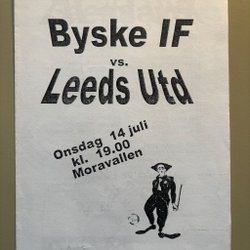 Byske IF
vs.
Leeds Utd
Onsdag 14 juli
kl. 19.00
Moravallen